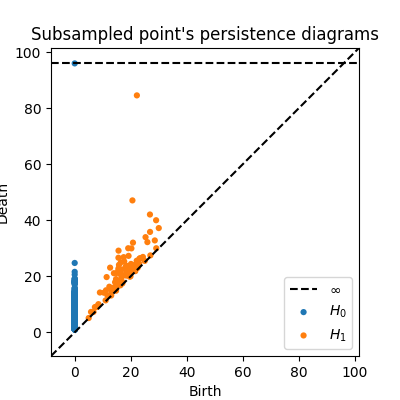 Subsampled point's persistence diagrams
100
80
60
40
20
0
Death
∞
H₀
H₁
0 20 40 60 80 100
Birth